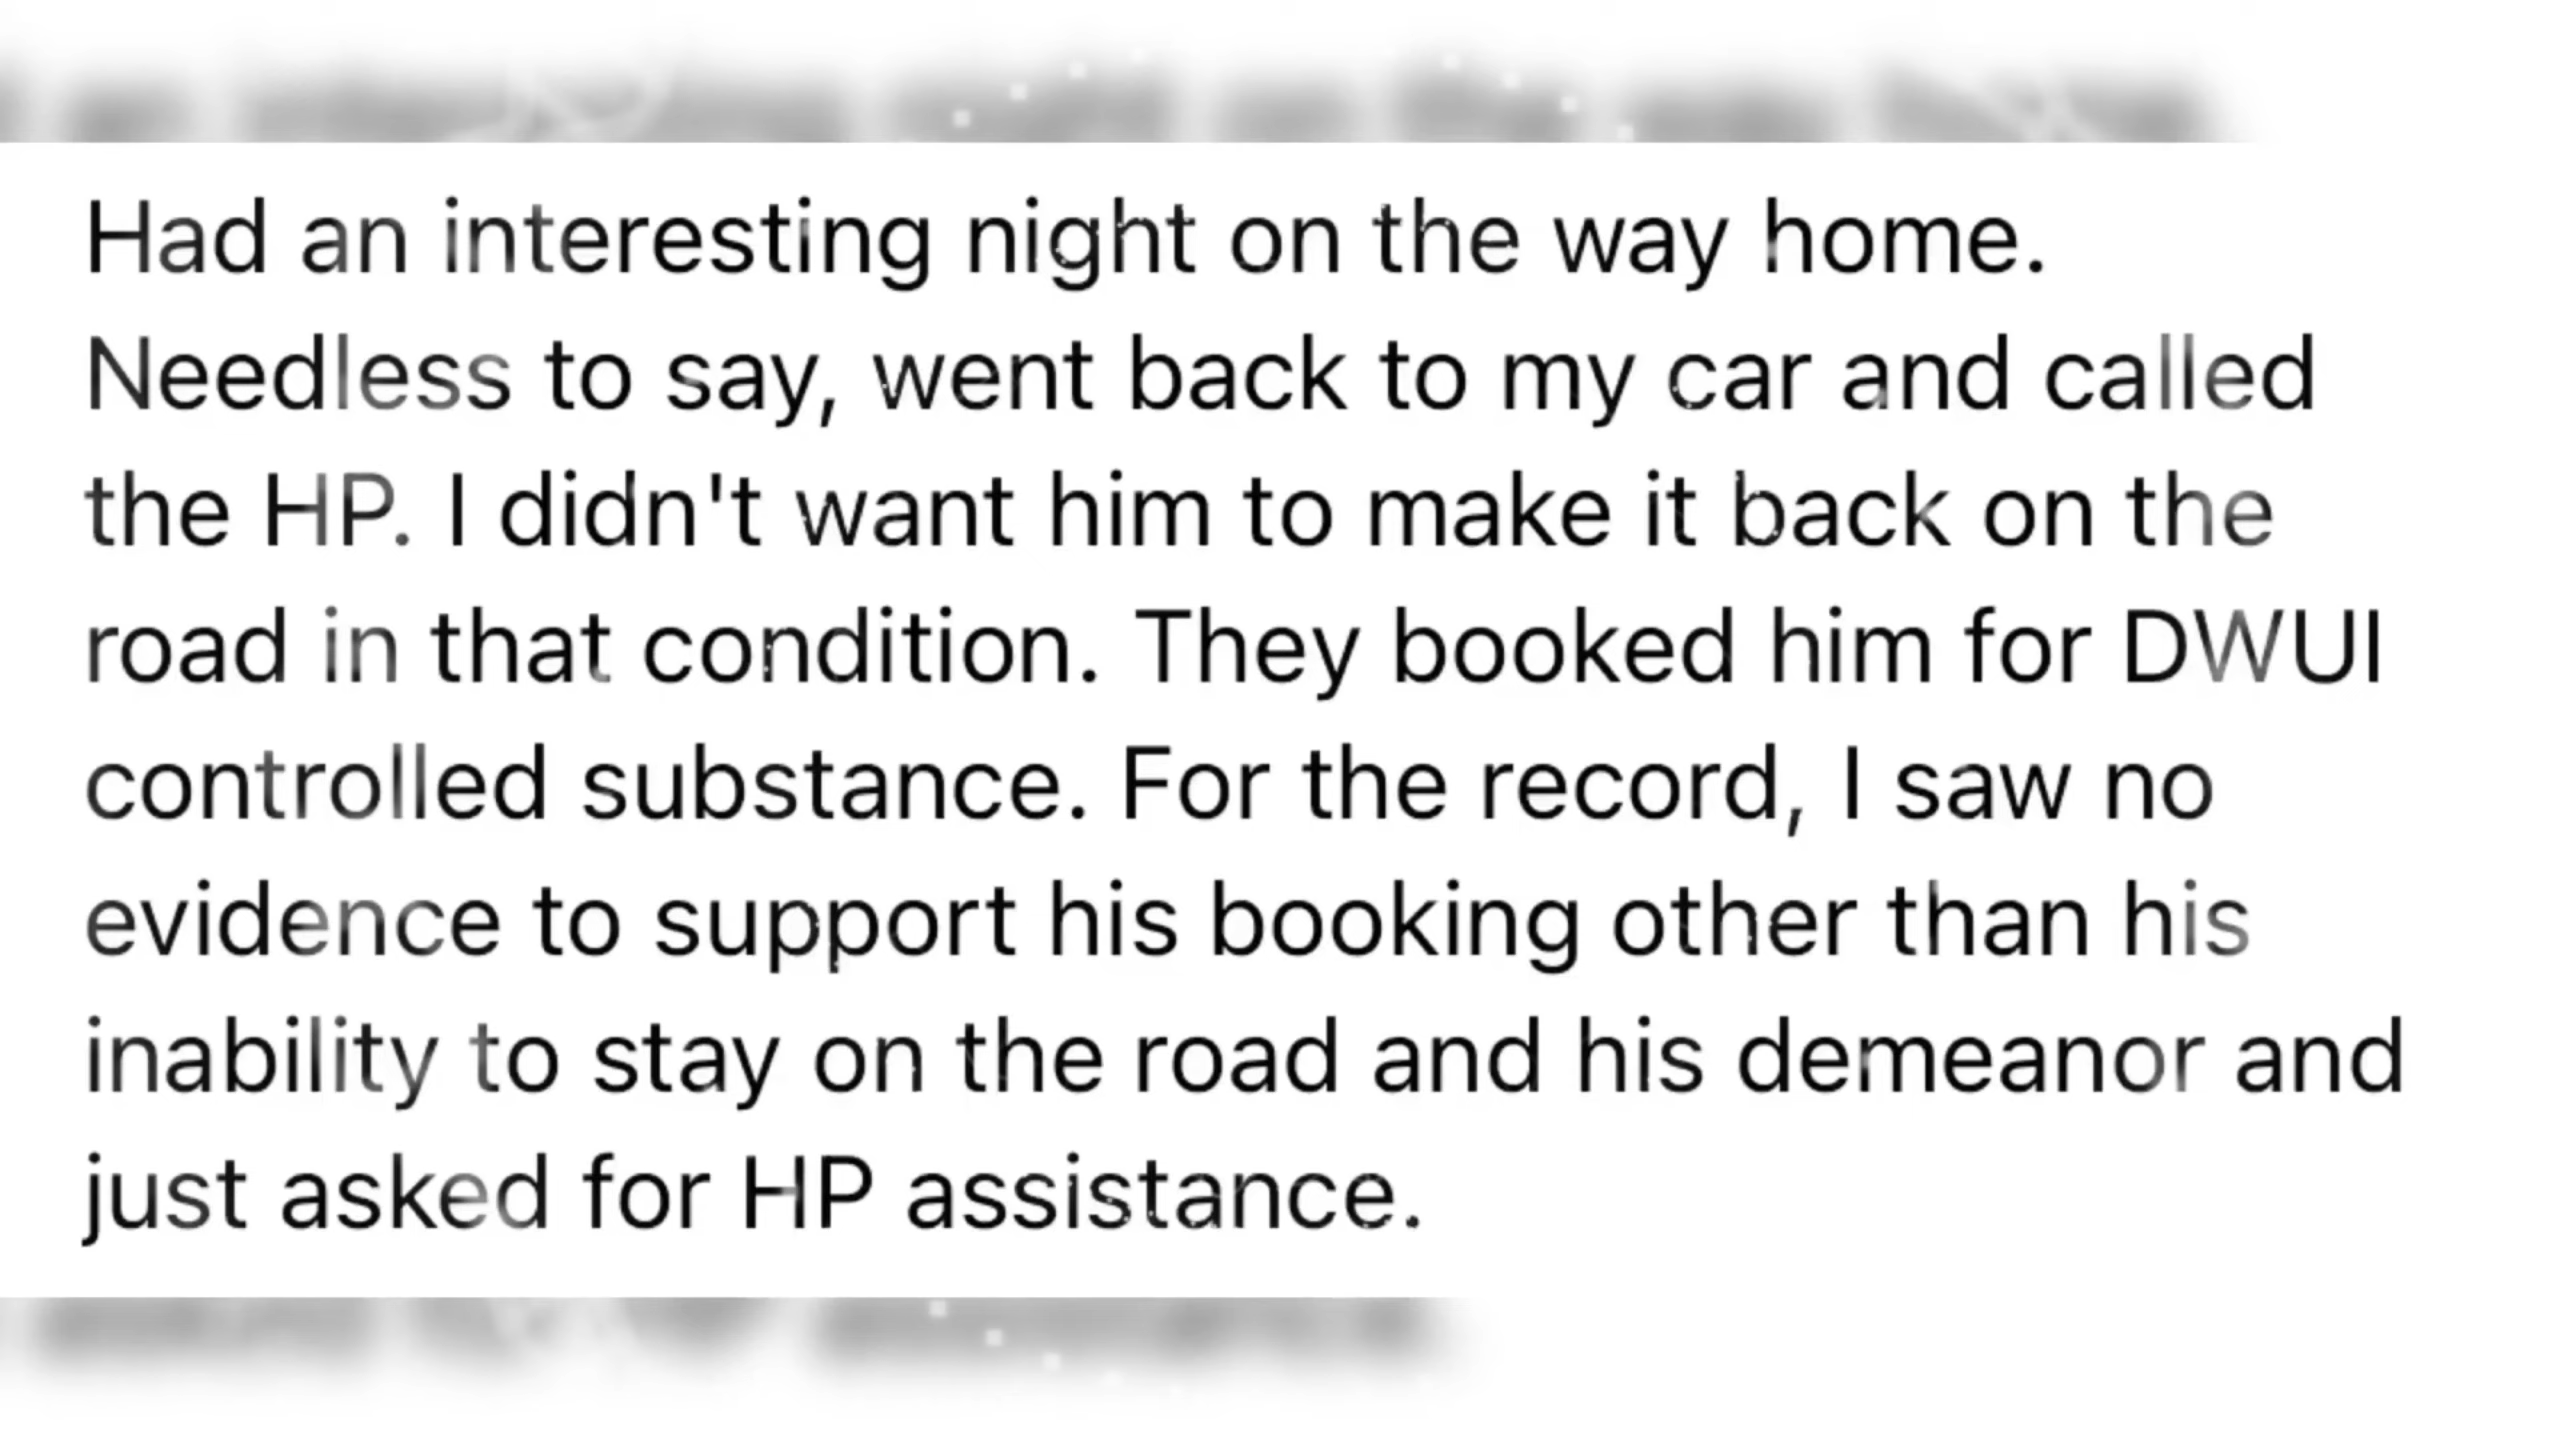 Had an interesting night on the way home.
Needless to say, went back to my car and called
the HP. I didn't want him to make it back on the
road in that condition. They booked him for DWUI
controlled substance. For the record, I saw no
evidence to support his booking other than his
inability to stay on the road and his demeanor and
just asked for HP assistance.